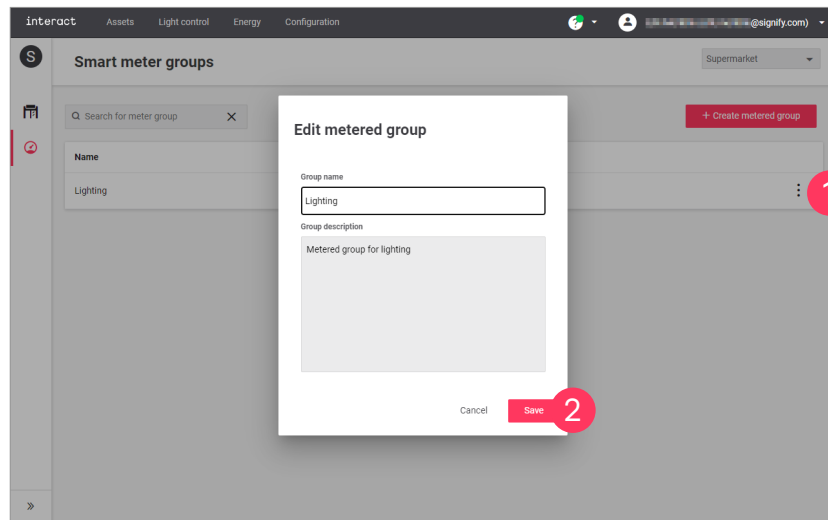 interact Assets Light control Energy Configuration ? @signify.com)
S Smart meter groups Supermarket
Search for meter group + Create metered group
Name
Lighting
1
Edit metered group
Group name
Lighting
Group description
Metered group for lighting
Cancel Save 2